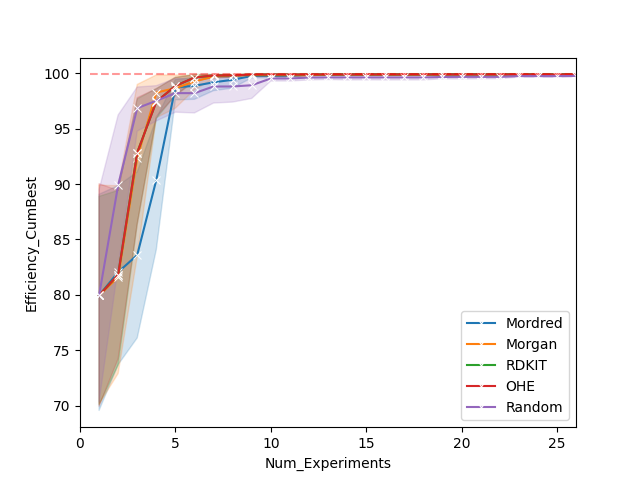 100
95
90
85
80
75
70
Efficiency_CumBest
0 5 10 15 20 25
Num_Experiments
Mordred
Morgan
RDKIT
OHE
Random